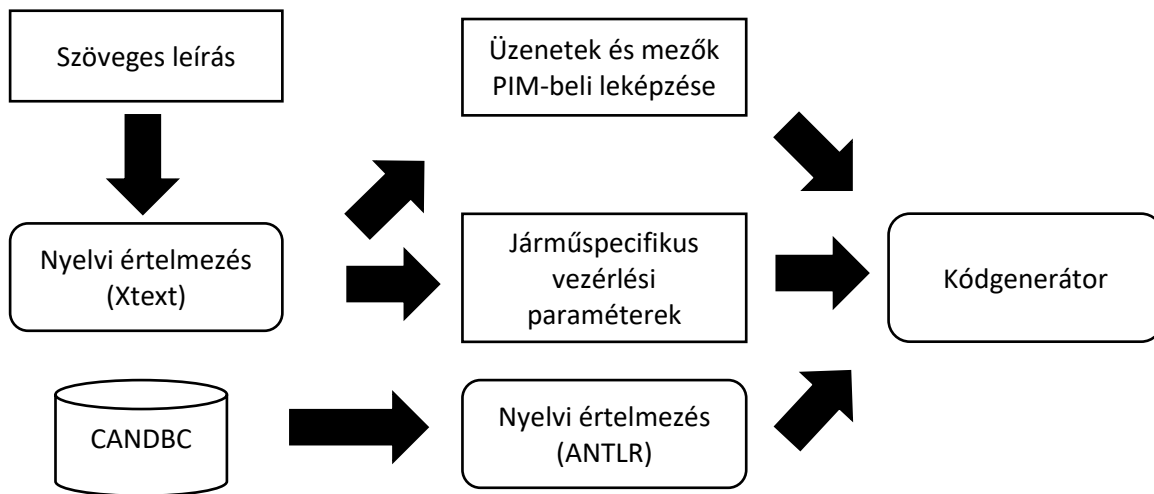 Szöveges leírás
Üzenetek és mezők
PIM-beli leképzése
Nyelvi értelmezés
(Xtext)
Járműspecifikus
vezérlési
paraméterek
Kódgenerátor
CANDBC
Nyelvi értelmezés
(ANTLR)